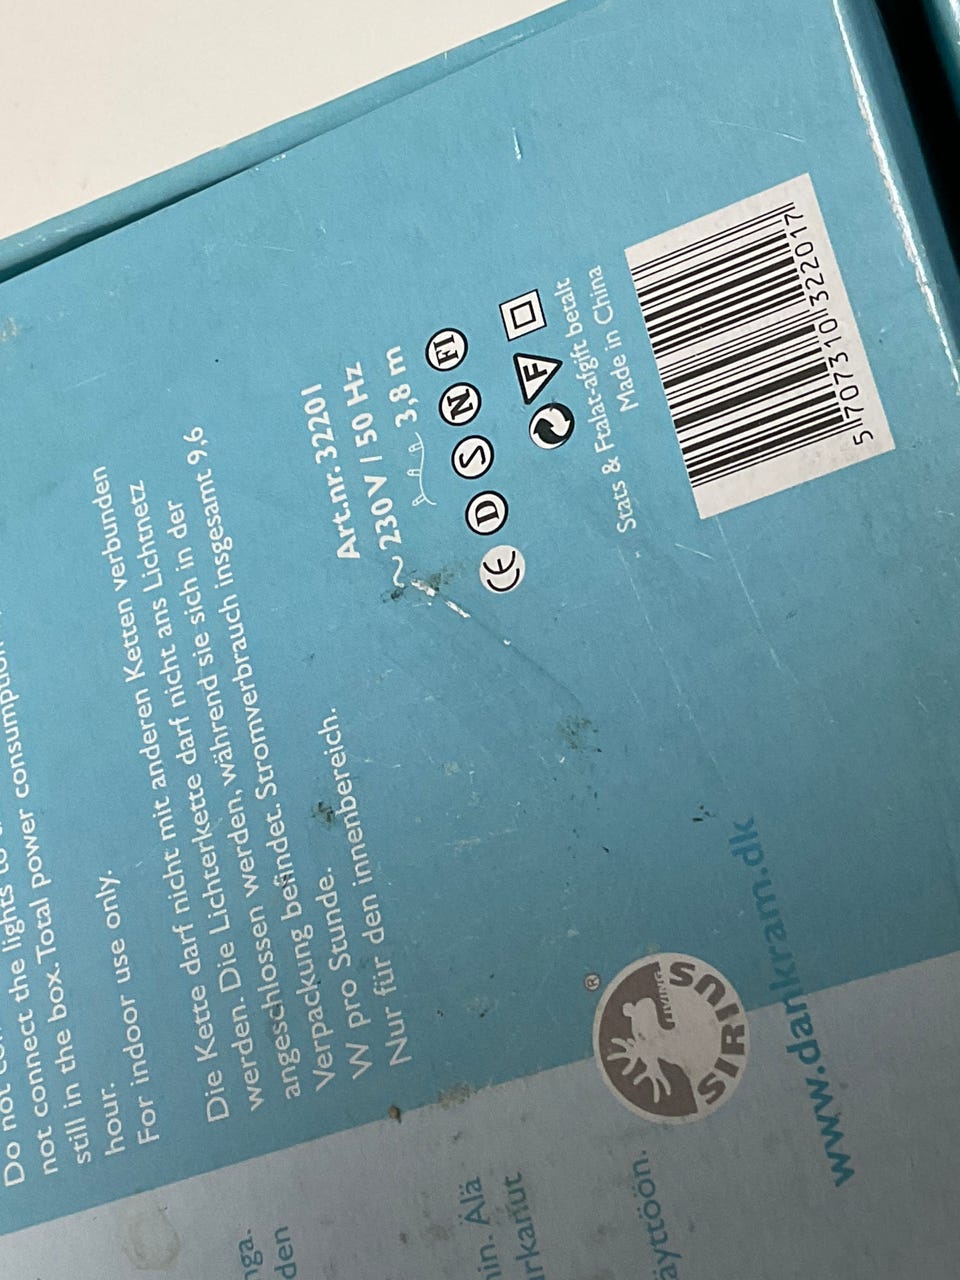 Do not
not connect the lights to
still in the box. Total power consumption
hour.
For indoor use only.
Die Kette darf nicht mit anderen Ketten verbunden
werden. Die Lichterkette darf nicht ans Lichtnetz
angeschlossen werden, während sie sich in der
Verpackung befindet. Stromverbrauch insgesamt 9,6
W pro Stunde.
Nur für den innenbereich.
Art.nr. 32201
~ 230 V / 50 Hz
3,8 m
CE D S N FI
F
Stats & Ftalat-afgift betalt
Made in China
5 707310 322017
®
LIVING
SIRIUS
www.dankram.dk
nga.
den
Älä
äyttöön.